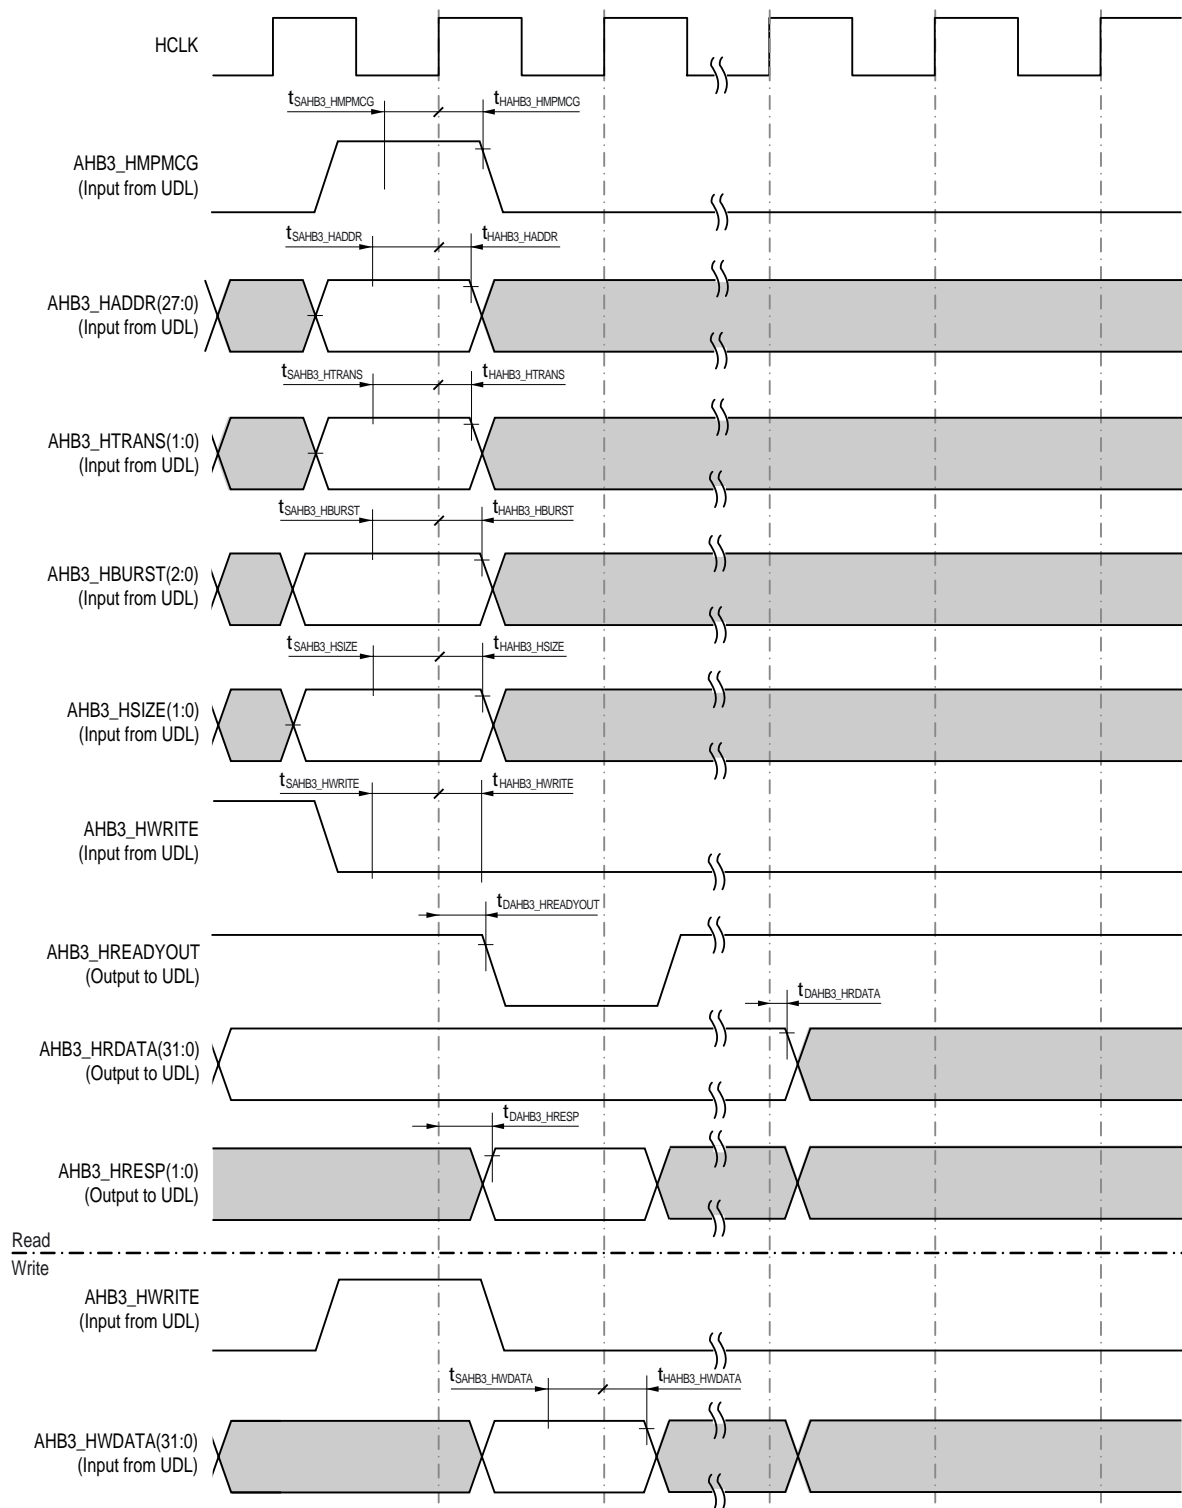 HCLK
tSAHB3_HMPMCG tHAHB3_HMPMCG
AHB3_HMPMCG
(Input from UDL)
tSAHB3_HADDR tHAHB3_HADDR
AHB3_HADDR(27:0)
(Input from UDL)
tSAHB3_HTRANS tHAHB3_HTRANS
AHB3_HTRANS(1:0)
(Input from UDL)
tSAHB3_HBURST tHAHB3_HBURST
AHB3_HBURST(2:0)
(Input from UDL)
tSAHB3_HSIZE tHAHB3_HSIZE
AHB3_HSIZE(1:0)
(Input from UDL)
tSAHB3_HWRITE tHAHB3_HWRITE
AHB3_HWRITE
(Input from UDL)
tDAHB3_HREADYOUT
AHB3_HREADYOUT
(Output to UDL)
tDAHB3_HRDATA
AHB3_HRDATA(31:0)
(Output to UDL)
tDAHB3_HRESP
AHB3_HRESP(1:0)
(Output to UDL)
Read
Write
AHB3_HWRITE
(Input from UDL)
tSAHB3_HWDATA tHAHB3_HWDATA
AHB3_HWDATA(31:0)
(Input from UDL)